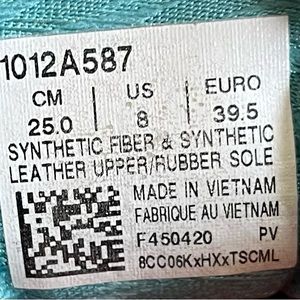 1012A587
CM US EURO
25.0 8 39.5
SYNTHETIC FIBER & SYNTHETIC
LEATHER UPPER/RUBBER SOLE
MADE IN VIETNAM
FABRIQUE AU VIETNAM
F450420 PV
8CC06KxHXxTSCML